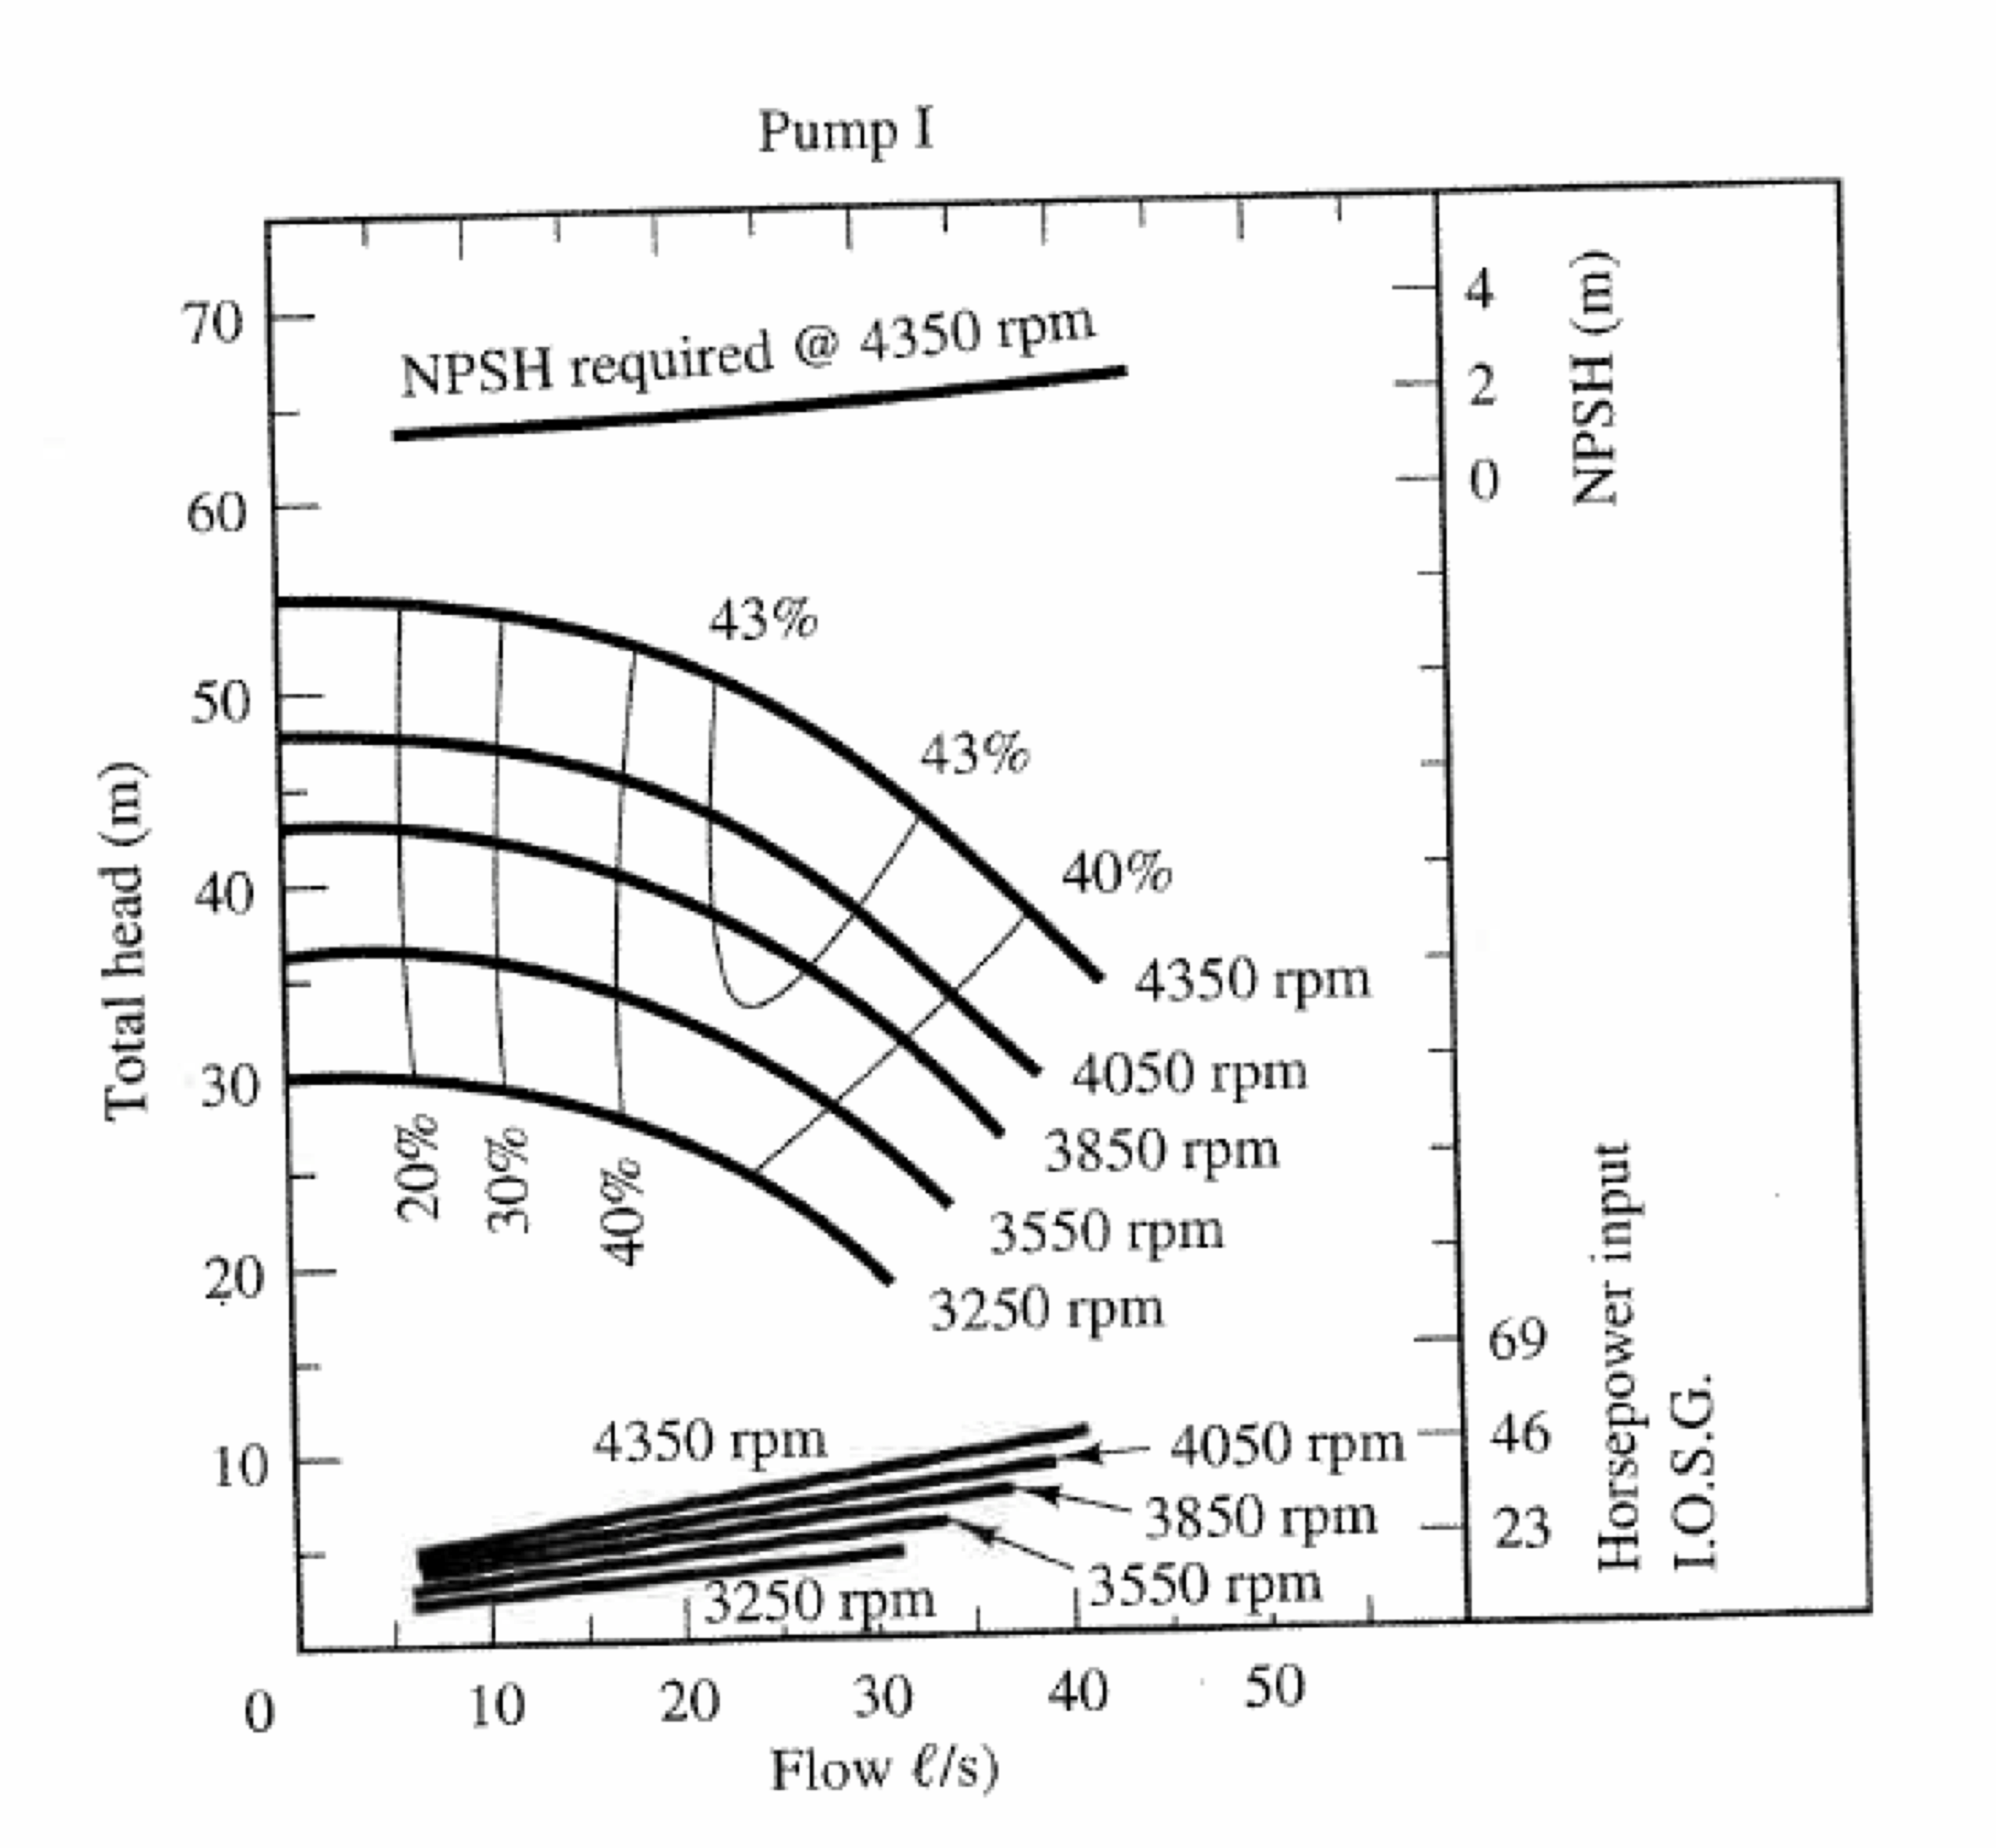 Pump I
70
60
50
40
30
20
10
Total head (m)
NPSH required @ 4350 rpm
4
2
0
NPSH (m)
43%
43%
40%
4350 rpm
4050 rpm
3850 rpm
3550 rpm
3250 rpm
20%
30%
40%
4350 rpm
4050 rpm
3850 rpm
3550 rpm
3250 rpm
69
46
23
Horsepower input
I.O.S.G.
0 10 20 30 40 50
Flow ℓ/s)